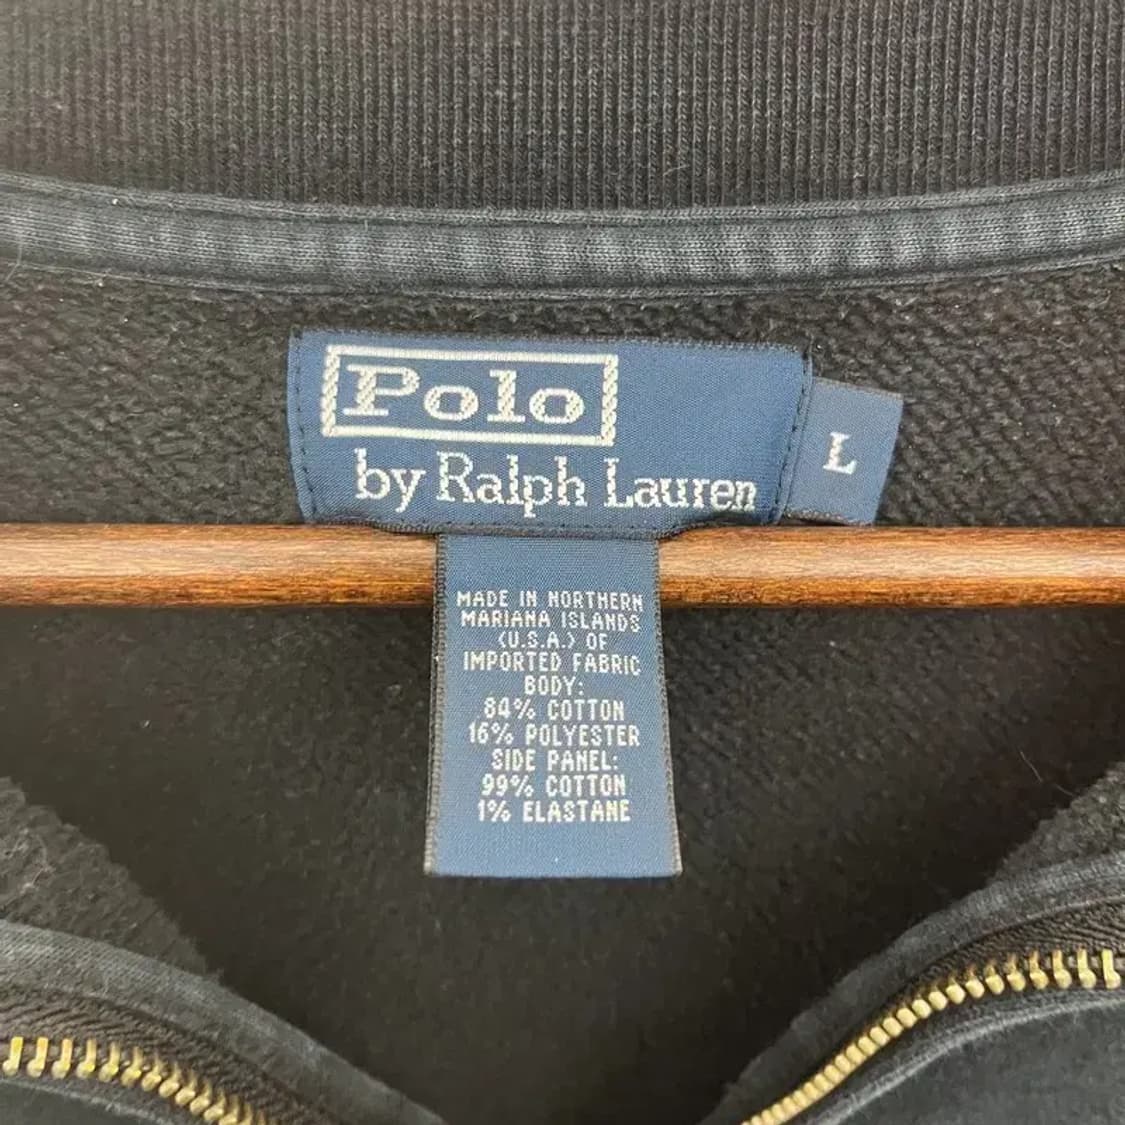 Polo
by Ralph Lauren
L
MADE IN NORTHERN
MARIANA ISLANDS
(U.S.A.) OF
IMPORTED FABRIC
BODY:
84% COTTON
16% POLYESTER
SIDE PANEL:
99% COTTON
1% ELASTANE